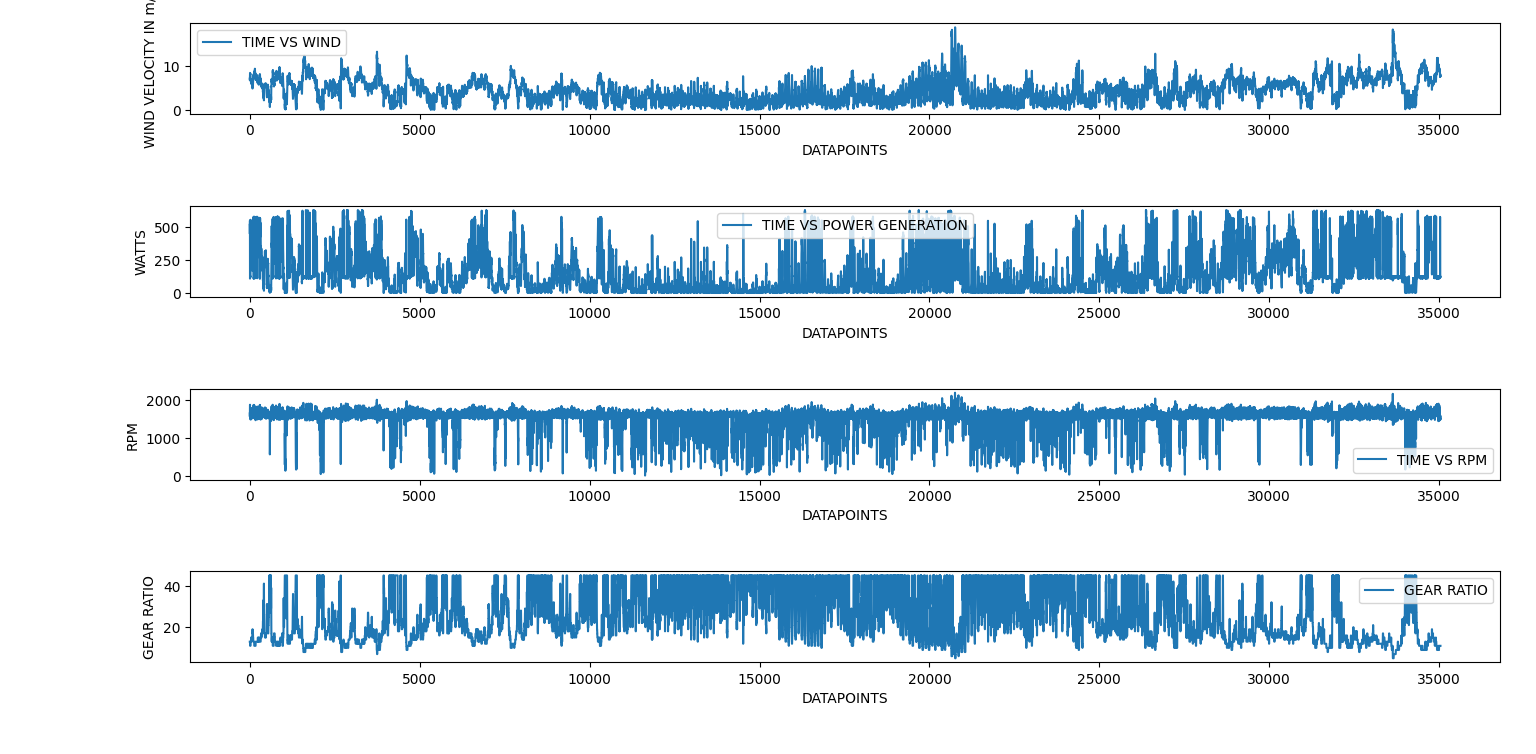 WIND VELOCITY IN m/
10
0
TIME VS WIND
0 5000 10000 15000 20000 25000 30000 35000
DATAPOINTS
WATTS
500
250
0
TIME VS POWER GENERATION
0 5000 10000 15000 20000 25000 30000 35000
DATAPOINTS
RPM
2000
1000
0
TIME VS RPM
0 5000 10000 15000 20000 25000 30000 35000
DATAPOINTS
GEAR RATIO
40
20
GEAR RATIO
0 5000 10000 15000 20000 25000 30000 35000
DATAPOINTS